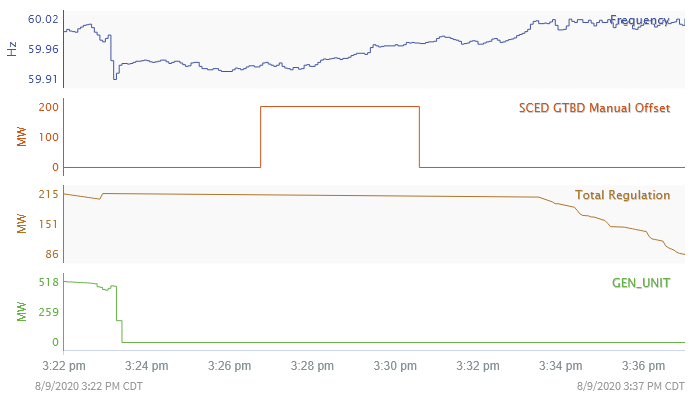 Frequency
60.02
59.96
59.91
Hz
SCED GTBD Manual Offset
200
100
0
MW
Total Regulation
215
151
86
MW
GEN_UNIT
518
259
0
MW
3:22 pm 3:24 pm 3:26 pm 3:28 pm 3:30 pm 3:32 pm 3:34 pm 3:36 pm
8/9/2020 3:22 PM CDT 8/9/2020 3:37 PM CDT